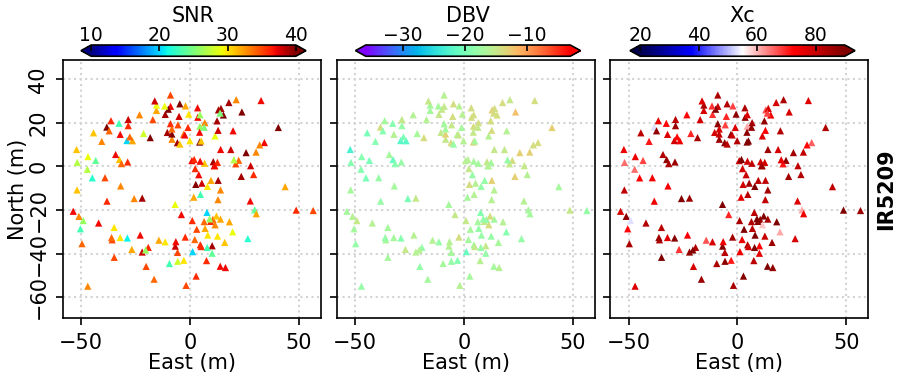 SNR DBV Xc
10 20 30 40 −30 −20 −10 20 40 60 80
40
20
0
−20
−40
−60
North (m)
−50 0 50 −50 0 50 −50 0 50
East (m) East (m) East (m)
IR5209